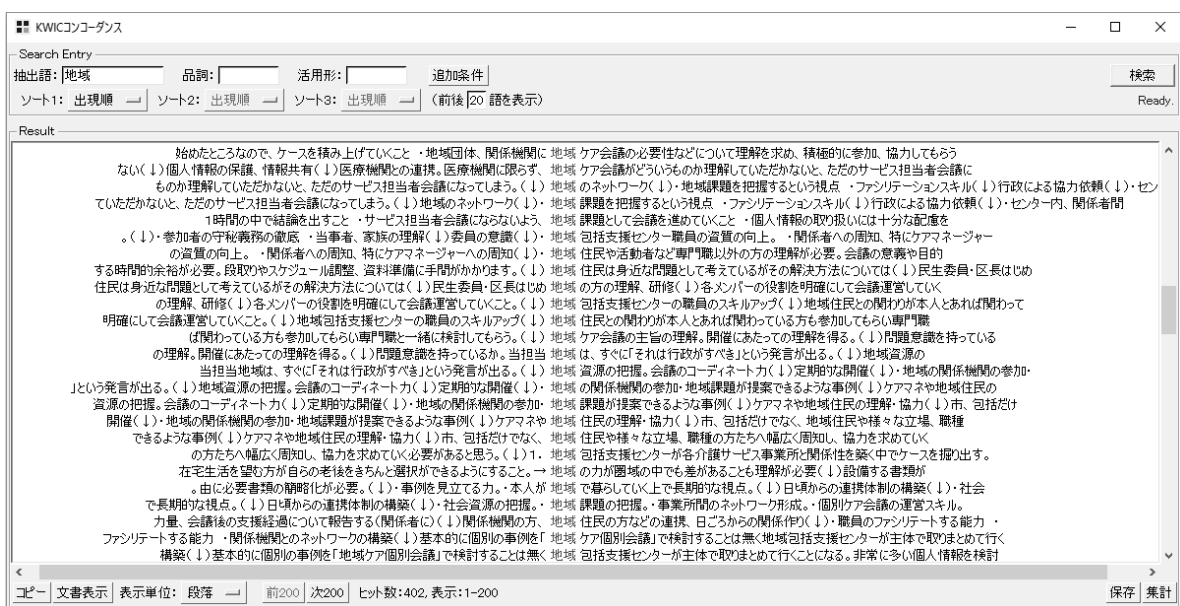 KWICコンコーダンス
Search Entry
抽出語: 地域 品詞: 活用形: 追加条件 検索
ソート1: 出現順 ソート2: 出現順 ソート3: 出現順 (前後 20 語を表示) Ready.
Result
始めたところなので、ケースを積み上げていくこと ・地域団体、関係機関に 地域 ケア会議の必要性などについて理解を求め、積極的に参加、協力してもらう
ない(↓)個人情報の保護、情報共有(↓)医療機関との連携。医療機関に限らず、 地域 ケア会議がどういうものか理解していただかないと、ただのサービス担当者会議に
ものか理解していただかないと、ただのサービス担当者会議になってしまう。(↓) 地域 のネットワーク(↓)・地域課題を把握するという視点 ・ファシリテーションスキル(↓)行政による協力依頼(↓)・セン
ていただかないと、ただのサービス担当者会議になってしまう。(↓)地域のネットワーク(↓)・ 地域 課題を把握するという視点 ・ファシリテーションスキル(↓)行政による協力依頼(↓)・センター内、関係者間
1時間の中で結論を出すこと ・サービス担当者会議にならないよう、 地域 課題として会議を進めていくこと ・個人情報の取り扱いには十分な配慮を
。(↓)・参加者の守秘義務の徹底 ・当事者、家族の理解(↓)委員の意識(↓)・ 地域 包括支援センター職員の資質の向上。 ・関係者への周知、特にケアマネージャー
の資質の向上。 ・関係者への周知、特にケアマネージャーへの周知(↓)・ 地域 住民や活動者など専門職以外の方の理解が必要。会議の意義や目的
する時間的余裕が必要。段取りやスケジュール調整、資料準備に手間がかかります。(↓) 地域 住民は身近な問題として考えているがその解決方法については(↓)民生委員・区長はじめ
住民は身近な問題として考えているがその解決方法については(↓)民生委員・区長はじめ 地域 の方の理解、研修(↓)各メンバーの役割を明確にして会議運営していく
の理解、研修(↓)各メンバーの役割を明確にして会議運営していくこと。(↓) 地域 包括支援センターの職員のスキルアップ(↓)地域住民との関わりが本人とあれば関わって
明確にして会議運営していくこと。(↓)地域包括支援センターの職員のスキルアップ(↓) 地域 住民との関わりが本人とあれば関わっている方も参加してもらい専門職
ば関わっている方も参加してもらい専門職と一緒に検討してもらう。(↓) 地域 ケア会議の主旨の理解。開催にあたっての理解を得る。(↓)問題意識を持っている
の理解。開催にあたっての理解を得る。(↓)問題意識を持っているか。当担当 地域 は、すぐに「それは行政がすべき」という発言が出る。(↓)地域資源の
当担当地域は、すぐに「それは行政がすべき」という発言が出る。(↓) 地域 資源の把握。会議のコーディネート力(↓)定期的な開催(↓)・地域の関係機関の参加・
」という発言が出る。(↓)地域資源の把握。会議のコーディネート力(↓)定期的な開催(↓)・ 地域 の関係機関の参加・地域課題が提案できるような事例(↓)ケアマネや地域住民の
資源の把握。会議のコーディネート力(↓)定期的な開催(↓)・地域の関係機関の参加・ 地域 課題が提案できるような事例(↓)ケアマネや地域住民の理解・協力(↓)市、包括だけ
開催(↓)・地域の関係機関の参加・地域課題が提案できるような事例(↓)ケアマネや 地域 住民の理解・協力(↓)市、包括だけでなく、地域住民や様々な立場、職種
できるような事例(↓)ケアマネや地域住民の理解・協力(↓)市、包括だけでなく、 地域 住民や様々な立場、職種の方たちへ幅広く周知し、協力を求めていく
の方たちへ幅広く周知し、協力を求めていく必要があると思う。(↓)1. 地域 包括支援センターが各介護サービス事業所と関係性を築く中でケースを掘り出す。
在宅生活を望む方が自らの老後をきちんと選択ができるようにすること。→ 地域 の力が圏域の中でも差があることも理解が必要(↓)設備する書類が
。由に必要書類の簡略化が必要。(↓)・事例を見立てる力。・本人が 地域 で暮らしていく上で長期的な視点。(↓)日頃からの連携体制の構築(↓)・社会
で長期的な視点。(↓)日頃からの連携体制の構築(↓)・社会資源の把握。・ 地域 課題の把握。・事業所間のネットワーク形成。・個別ケア会議の運営スキル。
力量、会議後の支援経過について報告する(関係者に)(↓)関係機関の方、 地域 住民の方などの連携、日ごろからの関係作り(↓)・職員のファシリテートする能力 ・
ファシリテートする能力 ・関係機関とのネットワークの構築(↓)基本的に個別の事例を「 地域 ケア個別会議」で検討することは無く地域包括支援センターが主体で取りまとめて行く
構築(↓)基本的に個別の事例を「地域ケア個別会議」で検討することは無く 地域 包括支援センターが主体で取りまとめて行くことになる。非常に多い個人情報を検討
コピー 文書表示 表示単位: 段落 前200 次200 ヒット数:402, 表示:1-200 保存 集計